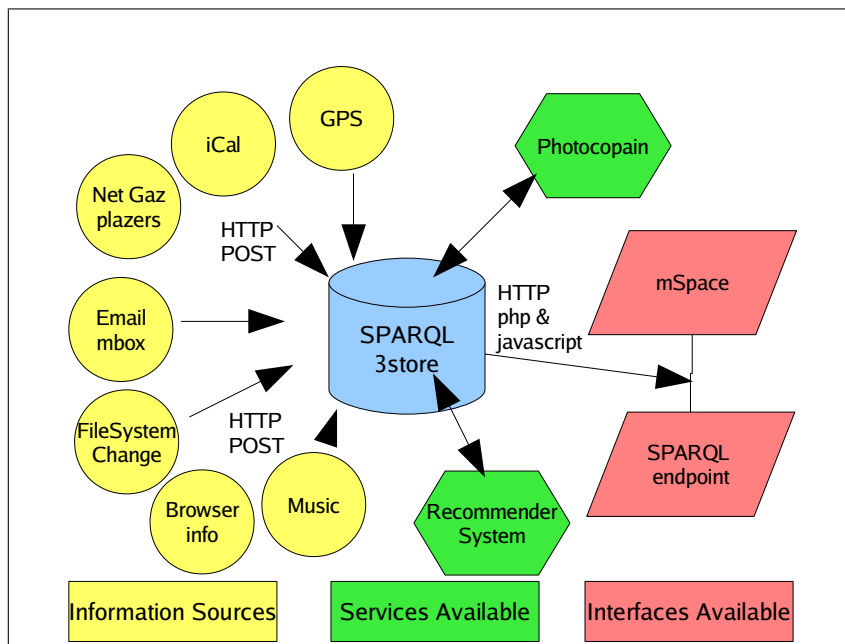 GPS
iCal
Photocopain
Net Gaz
plazers
HTTP
POST
mSpace
HTTP
php &
javascript
Email
mbox
SPARQL
3store
FileSystem
Change
HTTP
POST
SPARQL
endpoint
Music
Browser
info
Recommender
System
Information Sources
Services Available
Interfaces Available